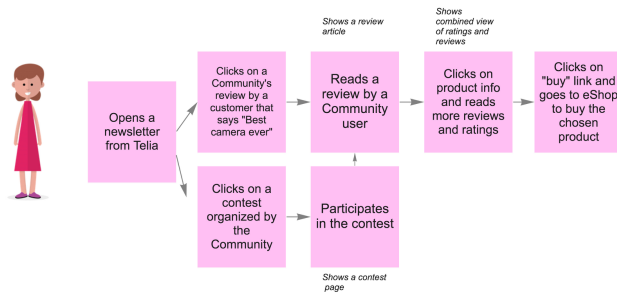 Shows a review
article
Shows
combined view
of ratings and
reviews
Opens a
newsletter
from Telia
Clicks on a
Community's
review by a
customer that
says "Best
camera ever"
Reads a
review by a
Community
user
Clicks on
product info
and reads
more reviews
and ratings
Clicks on
"buy" link and
goes to eShop
to buy the
chosen
product
Clicks on a
contest
organized by
the
Community
Participates
in the contest
Shows a contest
page